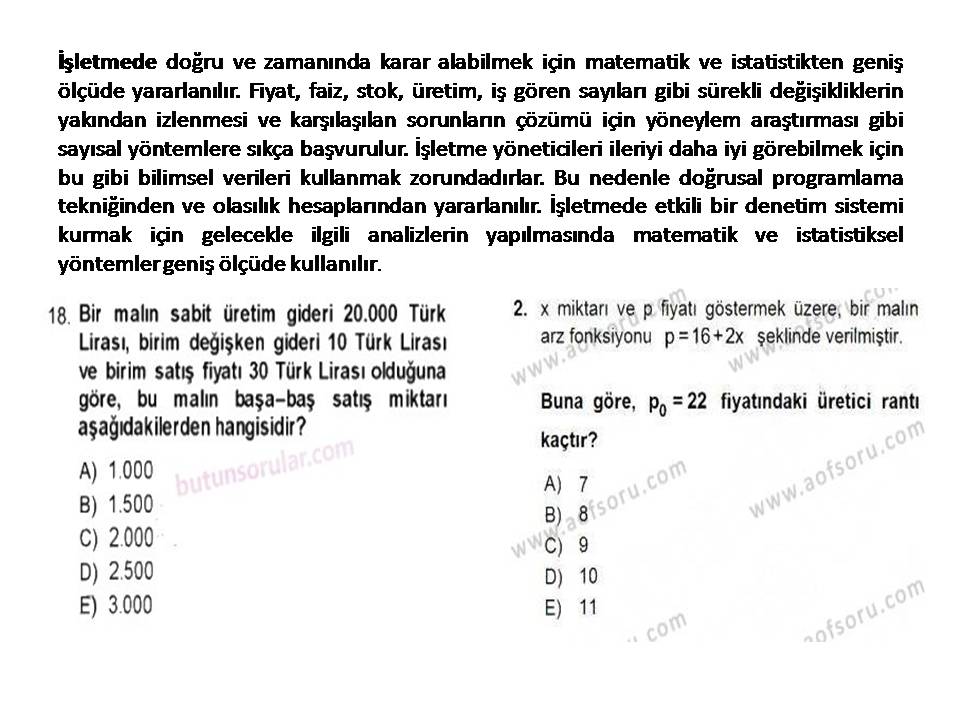 İşletmede doğru ve zamanında karar alabilmek için matematik ve istatistikten geniş
ölçüde yararlanılır. Fiyat, faiz, stok, üretim, iş gören sayıları gibi sürekli değişikliklerin
yakından izlenmesi ve karşılaşılan sorunların çözümü için yöneylem araştırması gibi
sayısal yöntemlere sıkça başvurulur. İşletme yöneticileri ileriyi daha iyi görebilmek için
bu gibi bilimsel verileri kullanmak zorundadırlar. Bu nedenle doğrusal programlama
tekniğinden ve olasılık hesaplarından yararlanılır. İşletmede etkili bir denetim sistemi
kurmak için gelecekle ilgili analizlerin yapılmasında matematik ve istatistiksel
yöntemler geniş ölçüde kullanılır.
18. Bir malın sabit üretim gideri 20.000 Türk
Lirası, birim değişken gideri 10 Türk Lirası
ve birim satış fiyatı 30 Türk Lirası olduğuna
göre, bu malın başa–baş satış miktarı
aşağıdakilerden hangisidir?
A) 1.000
B) 1.500
C) 2.000
D) 2.500
E) 3.000
butunsorular.com
2. x miktarı ve p fiyatı göstermek üzere, bir malın
arz fonksiyonu p=16+2x şeklinde verilmiştir.
Buna göre, p₀ = 22 fiyatındaki üretici rantı
kaçtır?
A) 7
B) 8
C) 9
D) 10
E) 11
www.aofsoru.com
www.aofsoru.com
www.aofsoru.com
www.aofsoru.com
.com
aofsoru.com